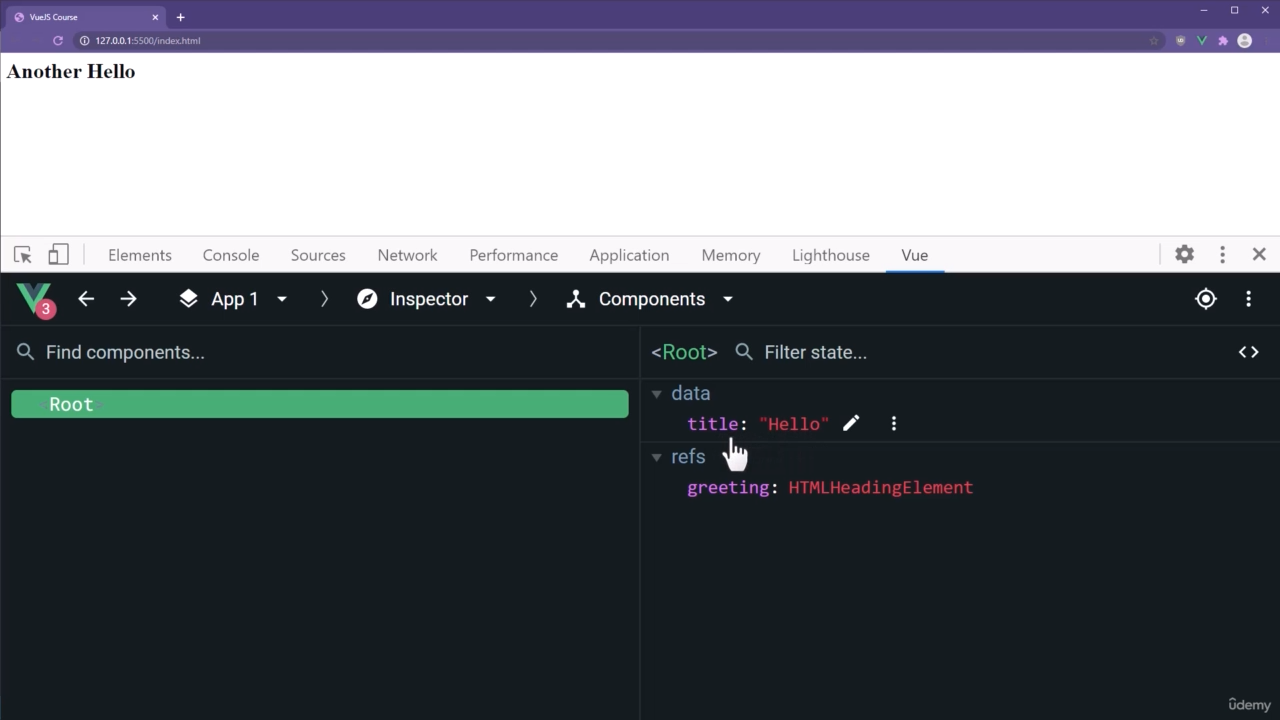 VueJS Course
127.0.0.1:5500/index.html
Another Hello
Elements Console Sources Network Performance Application Memory Lighthouse Vue
3 App 1 Inspector Components
Find components...
<Root> Filter state...
<Root>
data
title: "Hello"
refs
greeting: HTMLHeadingElement
ûdemy